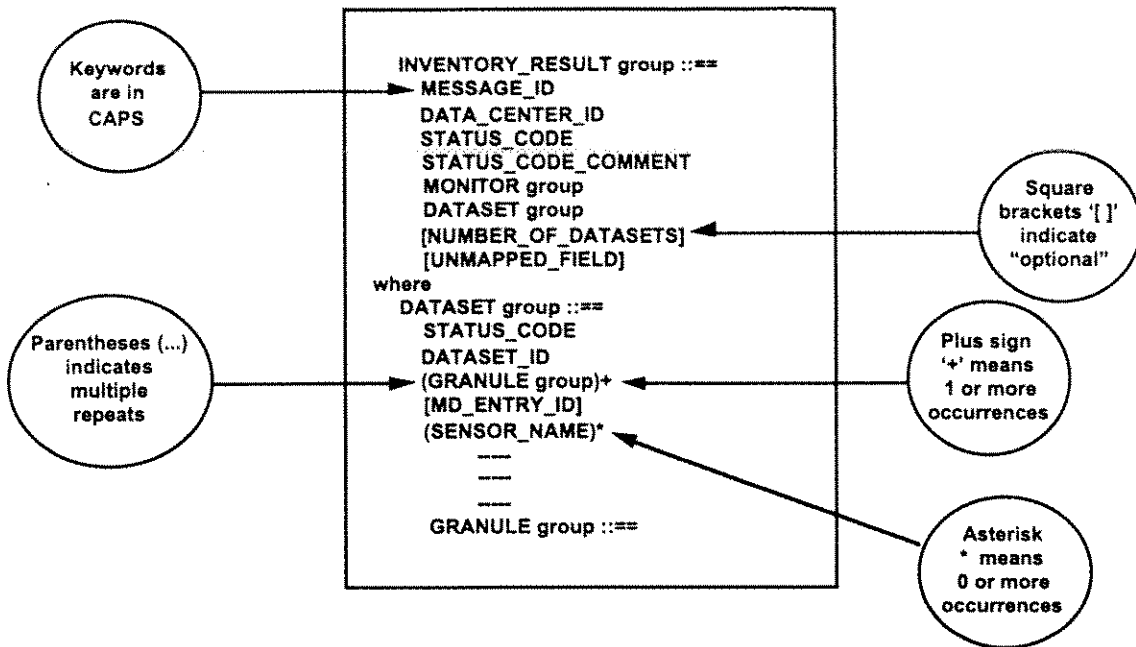 Keywords
are in
CAPS
INVENTORY_RESULT group ::==
MESSAGE_ID
DATA_CENTER_ID
STATUS_CODE
STATUS_CODE_COMMENT
MONITOR group
DATASET group
[NUMBER_OF_DATASETS]
[UNMAPPED_FIELD]
where
DATASET group ::==
STATUS_CODE
DATASET_ID
(GRANULE group)+
[MD_ENTRY_ID]
(SENSOR_NAME)*
----
----
----
GRANULE group ::==
Square
brackets '[ ]'
indicate
“optional”
Parentheses (...)
indicates
multiple
repeats
Plus sign
'+' means
1 or more
occurrences
Asterisk
* means
0 or more
occurrences